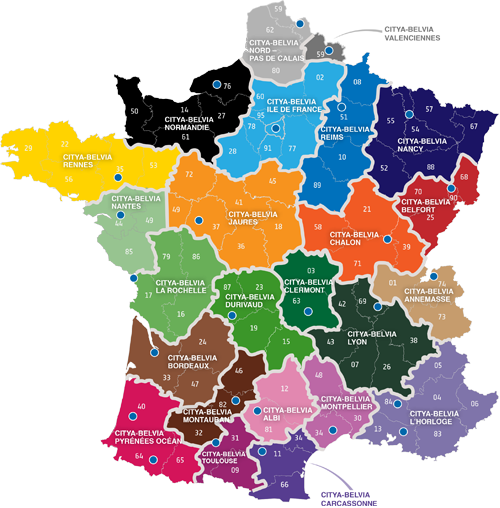 59
62
CITYA-BELVIA
NORD –
PAS DE CALAIS
80
CITYA-BELVIA
VALENCIENNES
59
76
50
14
27
CITYA-BELVIA
NORMANDIE
61
02
60
95
CITYA-BELVIA
ILE DE FRANCE
78
28
91
77
08
51
CITYA-BELVIA
REIMS
10
89
55
57
54
67
CITYA-BELVIA
NANCY
52
88
29
22
CITYA-BELVIA
RENNES
35
53
56
CITYA-BELVIA
NANTES
44
49
85
72
45
49
41
CITYA-BELVIA
JAURES
37
36
18
58
21
CITYA-BELVIA
CHALON
39
71
70
68
90
CITYA-BELVIA
BELFORT
25
01
74
CITYA-BELVIA
ANNEMASSE
73
79
86
CITYA-BELVIA
LA ROCHELLE
17
16
87
23
CITYA-BELVIA
DURIVAUD
19
15
03
CITYA-BELVIA
CLERMONT
63
42
69
CITYA-BELVIA
LYON
43
38
07
26
24
CITYA-BELVIA
BORDEAUX
33
47
46
82
CITYA-BELVIA
MONTAUBAN
32
12
CITYA-BELVIA
ALBI
81
48
CITYA-BELVIA
MONTPELLIER
30
34
05
04
06
84
CITYA-BELVIA
L'HORLOGE
13
83
40
CITYA-BELVIA
PYRÉNÉES OCÉAN
64
65
31
CITYA-BELVIA
TOULOUSE
09
34
11
66
CITYA-BELVIA
CARCASSONNE